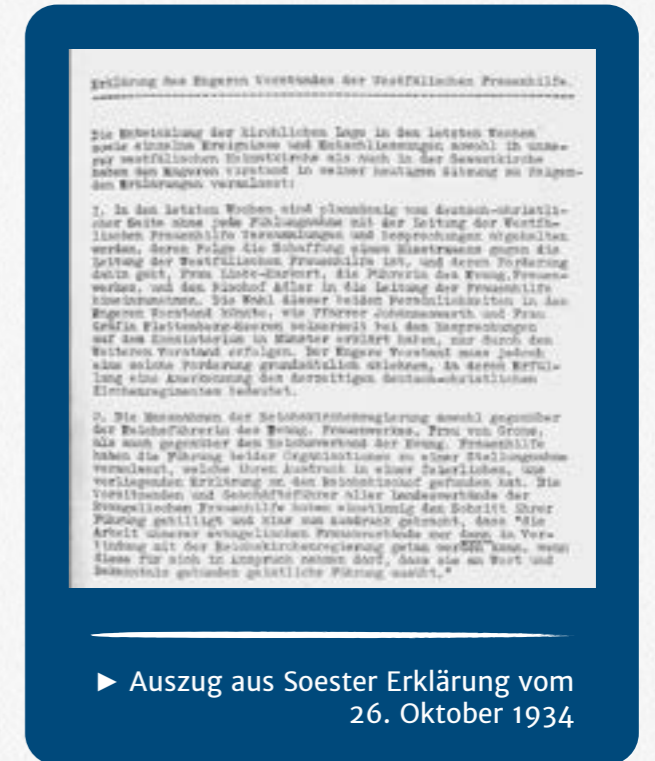 Erklärung des Engeren Vorstandes der Westfälischen Frauenhilfe.
Die Entwicklung der kirchlichen Lage in den letzten Wochen
sowie einzelne Ereignisse und Entschliessungen sowohl in unse-
rer westfälischen Heimatkirche als auch in der Gesamtkirche
haben den Engeren Vorstand in seiner heutigen Sitzung zu folgen-
den Erklärungen veranlasst:
1. In den letzten Wochen sind planmässig von deutsch-christli-
cher Seite ohne jede Fühlungnahme mit der Leitung der Westfä-
lischen Frauenhilfe Versammlungen und Besprechungen abgehalten
worden, deren Folge die Schaffung eines Misstrauens gegen die
Leitung der Westfälischen Frauenhilfe ist, und deren Forderung
dahin geht, Frau die Führerin des Evang. Frauen-
werkes, und den Bischof Adler in die Leitung der Frauenhilfe
hineinzunehmen. Die Wahl dieser beiden Persönlichkeiten in den
Engeren Vorstand könnte, wie Pfarrer Johanneswerth und Frau
Gräfin seinerzeit bei den Besprechungen
auf dem Konsistorium in Münster erklärt haben, nur durch den
Weiteren Vorstand erfolgen. Der Engere Vorstand muss jedoch
eine solche Forderung grundsätzlich ablehnen, da deren Erfül-
lung eine Anerkennung des derzeitigen deutsch-christlichen
Kirchenregimentes bedeutet.
2. Die Massnahmen der Reichskirchenregierung sowohl gegenüber
der Reichsführerin des Evang. Frauenwerkes, Frau von Grone,
als auch gegenüber dem Reichsverband der Evang. Frauenhilfe
haben die Führung beider Organisationen zu einer Stellungnahme
veranlasst, welche ihren Ausdruck in einer feierlichen, uns
vorliegenden Erklärung an den Reichsbischof gefunden hat. Die
Vorsitzenden und Geschäftsführer aller Landesverbände der
Evangelischen Frauenhilfe haben einstimmig den Schritt ihrer
Führung gebilligt und klar zum Ausdruck gebracht, dass "die
Arbeit unserer evangelischen Frauenverbände nur dann in Ver-
bindung mit der Reichskirchenregierung getan werden kann, wenn
diese für sich in Anspruch nehmen darf, dass sie an Wort und
Bekenntnis gebunden geistliche Führung ausübt."
► Auszug aus Soester Erklärung vom
26. Oktober 1934